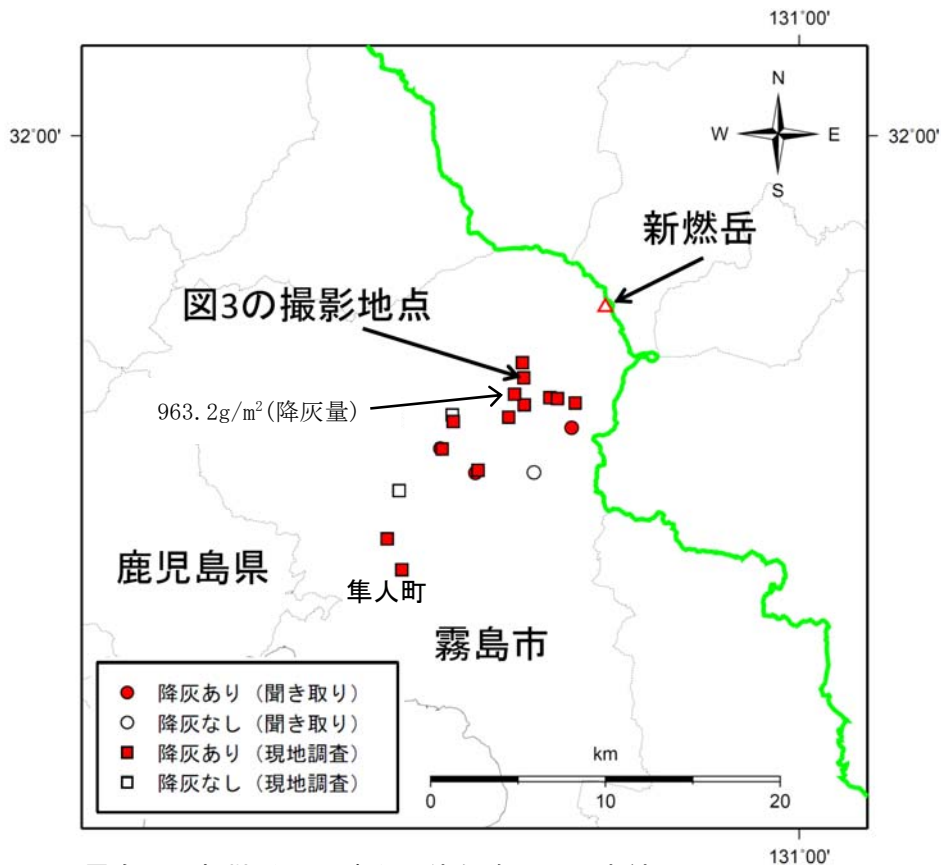 131°00'
N
32°00'
W
E
32°00'
S
新燃岳
図3の撮影地点
963.2g/m²(降灰量)
鹿児島県
隼人町
霧島市
降灰あり（聞き取り）
降灰なし（聞き取り）
降灰あり（現地調査）
降灰なし（現地調査）
km
0
10
20
131°00'